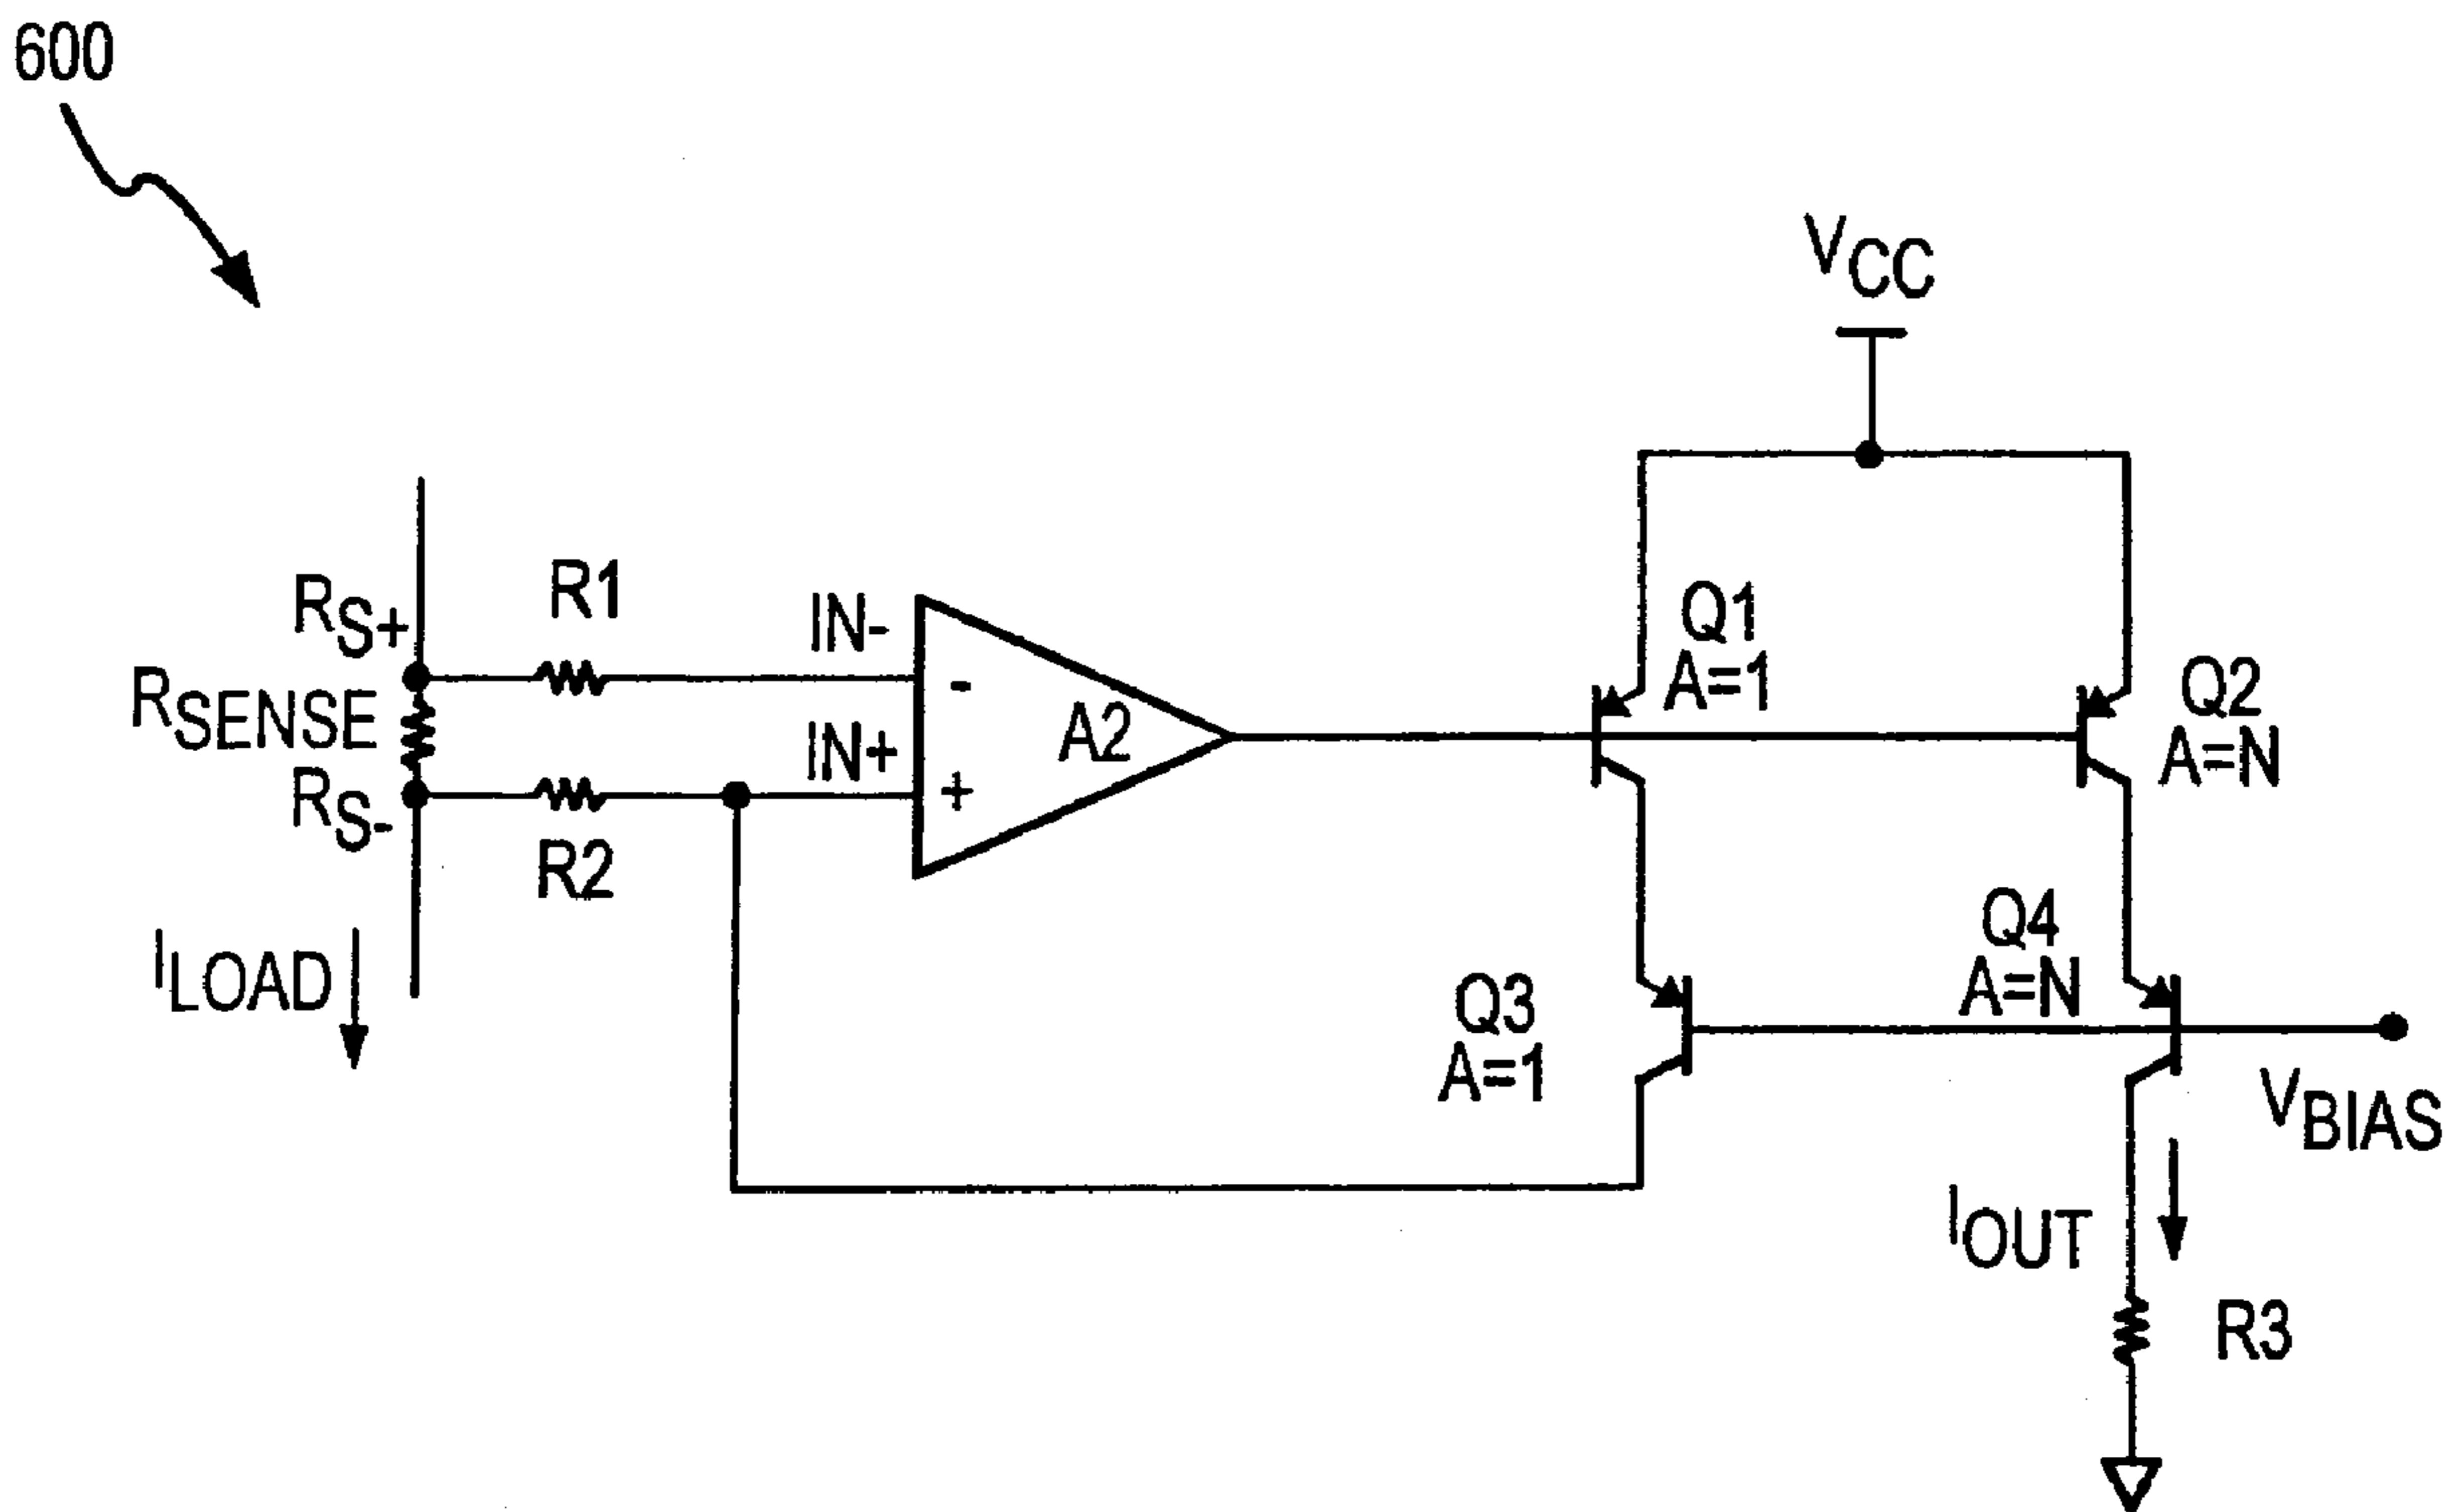 600
VCC
RS+
R1
IN-
-
RSENSE
IN+
A2
+
RS-
R2
ILOAD
Q1
A=1
Q2
A=N
Q3
A=1
Q4
A=N
VBIAS
IOUT
R3